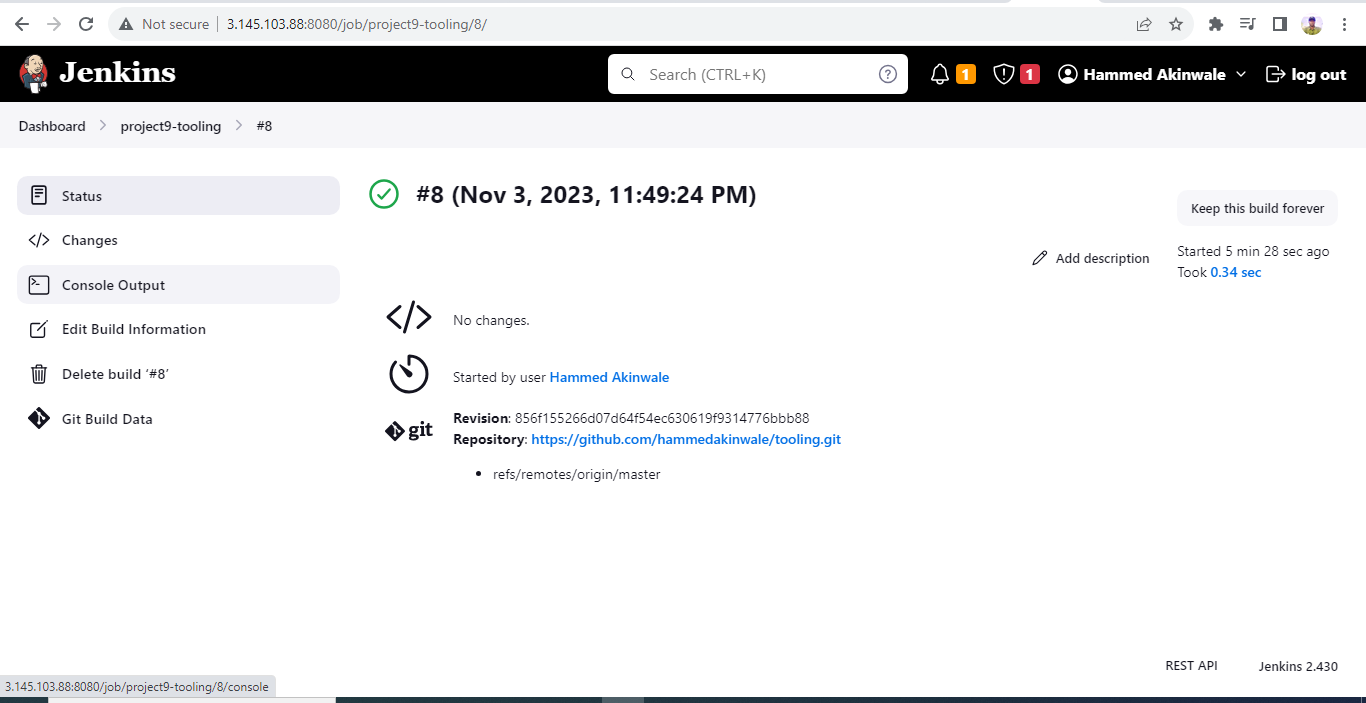 Not secure 3.145.103.88:8080/job/project9-tooling/8/
Jenkins
Search (CTRL+K)
?
1
1
Hammed Akinwale
log out
Dashboard
project9-tooling
#8
Status
Changes
Console Output
Edit Build Information
Delete build ‘#8’
Git Build Data
#8 (Nov 3, 2023, 11:49:24 PM)
Keep this build forever
Add description
Started 5 min 28 sec ago
Took 0.34 sec
No changes.
Started by user Hammed Akinwale
git
Revision: 856f155266d07d64f54ec630619f9314776bbb88
Repository: https://github.com/hammedakinwale/tooling.git
refs/remotes/origin/master
REST API
Jenkins 2.430
3.145.103.88:8080/job/project9-tooling/8/console